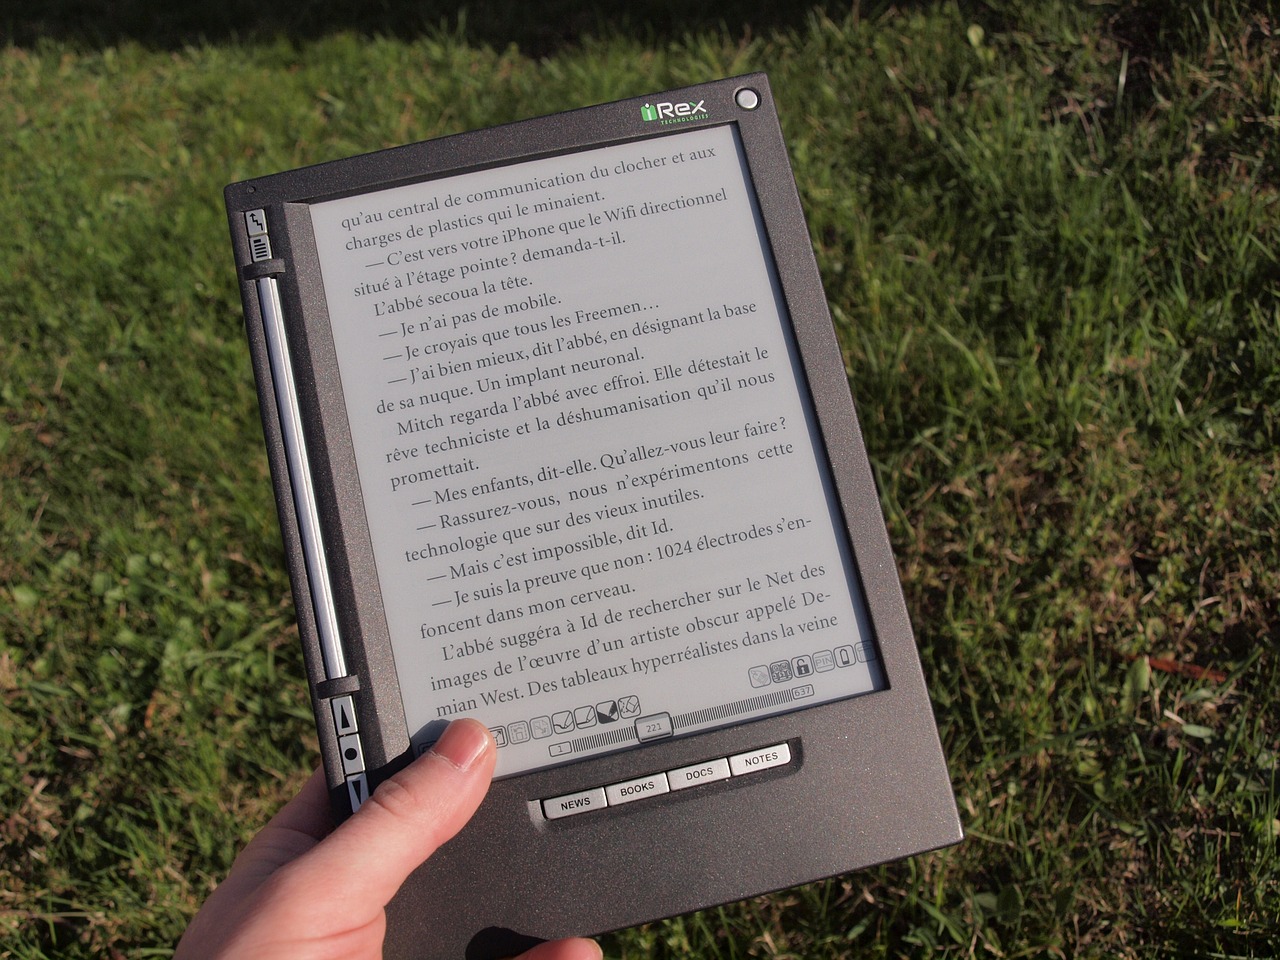 iRex
TECHNOLOGIES
qu'au central de communication du clocher et aux
charges de plastics qui le minaient.
— C'est vers votre iPhone que le Wifi directionnel
situé à l'étage pointe ? demanda-t-il.
L'abbé secoua la tête.
— Je n'ai pas de mobile.
— Je croyais que tous les Freemen…
— J'ai bien mieux, dit l'abbé, en désignant la base
de sa nuque. Un implant neuronal.
Mitch regarda l'abbé avec effroi. Elle détestait le
rêve techniciste et la déshumanisation qu'il nous
promettait.
— Mes enfants, dit-elle. Qu'allez-vous leur faire ?
— Rassurez-vous, nous n'expérimentons cette
technologie que sur des vieux inutiles.
— Mais c'est impossible, dit Id.
— Je suis la preuve que non : 1024 électrodes s'en-
foncent dans mon cerveau.
L'abbé suggéra à Id de rechercher sur le Net des
images de l'œuvre d'un artiste obscur appelé De-
mian West. Des tableaux hyperréalistes dans la veine
PIN
1
221
637
NEWS
BOOKS
DOCS
NOTES